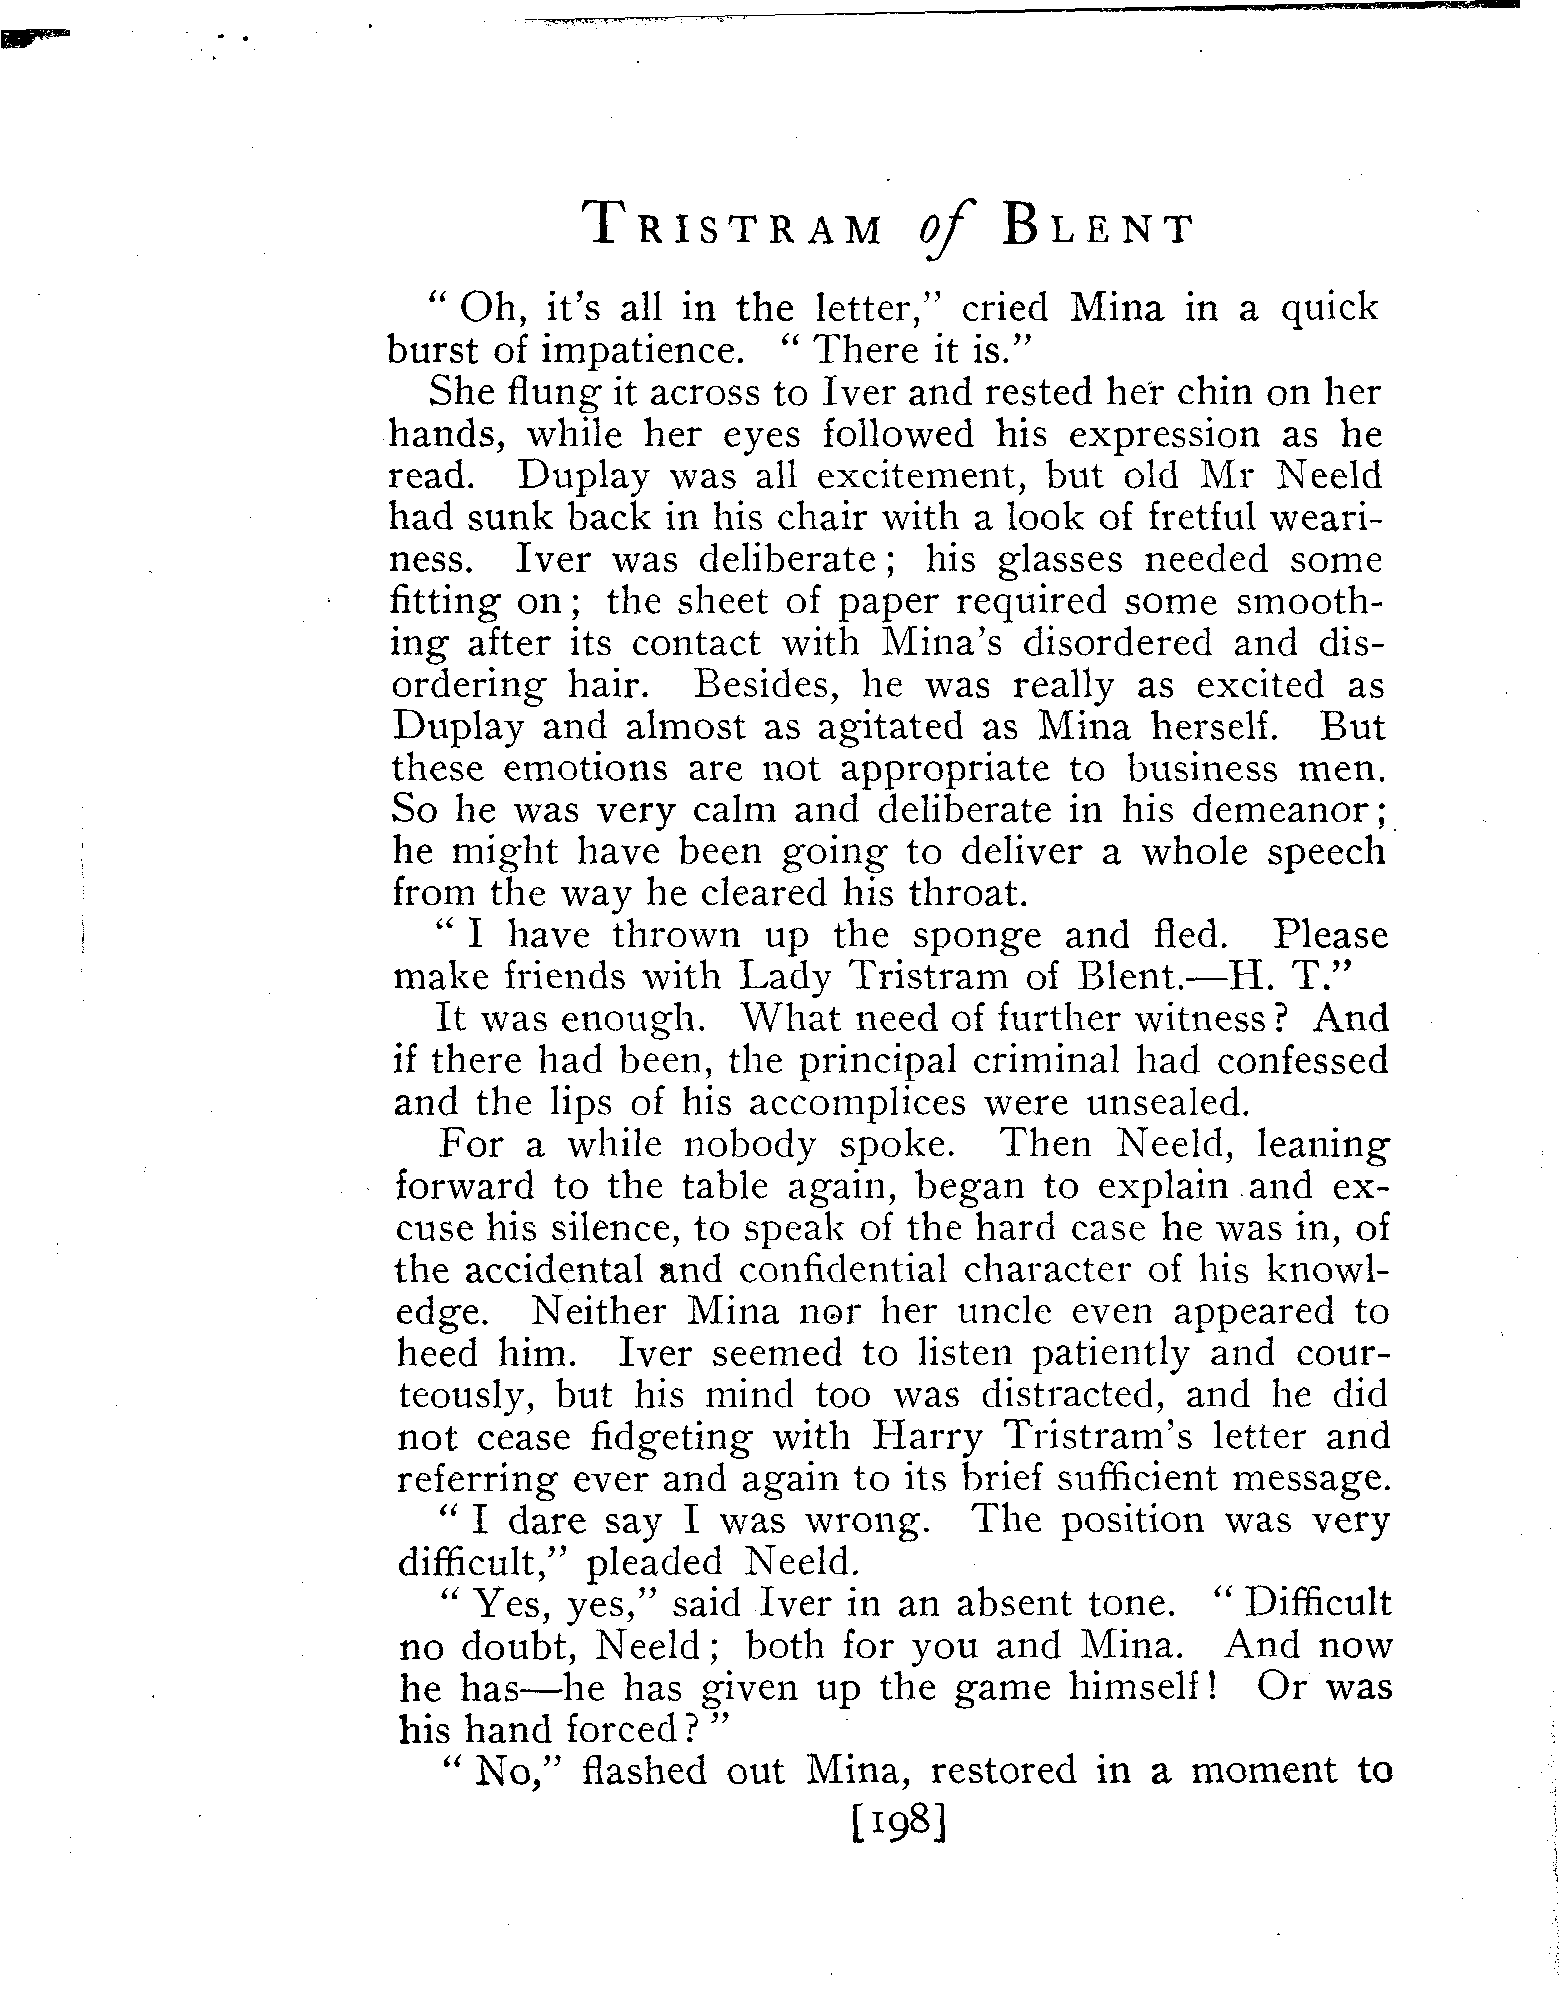 TRISTRAM of BLENT
“ Oh, it’s all in the letter,” cried Mina in a quick
burst of impatience. “ There it is.”
She flung it across to Iver and rested her chin on her
hands, while her eyes followed his expression as he
read. Duplay was all excitement, but old Mr Neeld
had sunk back in his chair with a look of fretful weari-
ness. Iver was deliberate; his glasses needed some
fitting on; the sheet of paper required some smooth-
ing after its contact with Mina’s disordered and dis-
ordering hair. Besides, he was really as excited as
Duplay and almost as agitated as Mina herself. But
these emotions are not appropriate to business men.
So he was very calm and deliberate in his demeanor;
he might have been going to deliver a whole speech
from the way he cleared his throat.
“ I have thrown up the sponge and fled. Please
make friends with Lady Tristram of Blent.—H. T.”
It was enough. What need of further witness? And
if there had been, the principal criminal had confessed
and the lips of his accomplices were unsealed.
For a while nobody spoke. Then Neeld, leaning
forward to the table again, began to explain and ex-
cuse his silence, to speak of the hard case he was in, of
the accidental and confidential character of his knowl-
edge. Neither Mina nor her uncle even appeared to
heed him. Iver seemed to listen patiently and cour-
teously, but his mind too was distracted, and he did
not cease fidgeting with Harry Tristram’s letter and
referring ever and again to its brief sufficient message.
“ I dare say I was wrong. The position was very
difficult,” pleaded Neeld.
“ Yes, yes,” said Iver in an absent tone. “ Difficult
no doubt, Neeld; both for you and Mina. And now
he has—he has given up the game himself! Or was
his hand forced? ”
“ No,” flashed out Mina, restored in a moment to
[198]